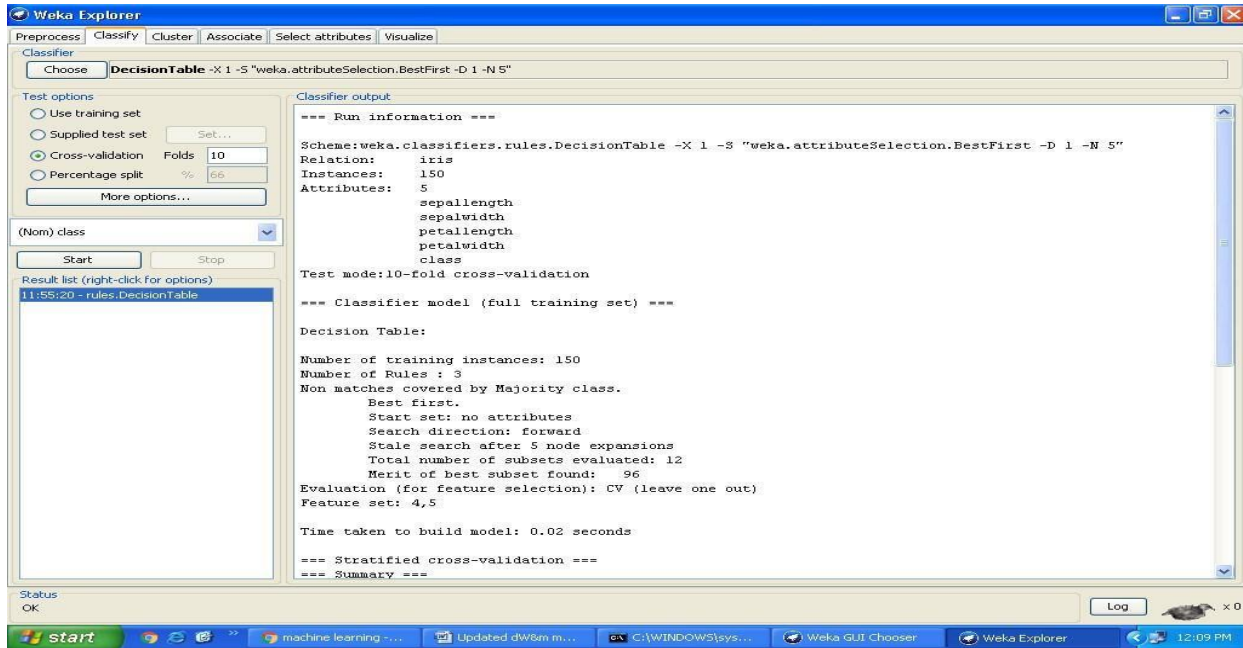 Weka Explorer
Preprocess Classify Cluster Associate Select attributes Visualize
Classifier
Choose DecisionTable -X 1 -S "weka.attributeSelection.BestFirst -D 1 -N 5"
Test options
Use training set
Supplied test set Set...
Cross-validation Folds 10
Percentage split % 66
More options...
(Nom) class
Start Stop
Result list (right-click for options)
11:55:20 - rules.DecisionTable
Classifier output
=== Run information ===
Scheme:weka.classifiers.rules.DecisionTable -X 1 -S "weka.attributeSelection.BestFirst -D 1 -N 5"
Relation: iris
Instances: 150
Attributes: 5
sepallength
sepalwidth
petallength
petalwidth
class
Test mode:10-fold cross-validation
=== Classifier model (full training set) ===
Decision Table:
Number of training instances: 150
Number of Rules : 3
Non matches covered by Majority class.
Best first.
Start set: no attributes
Search direction: forward
Stale search after 5 node expansions
Total number of subsets evaluated: 12
Merit of best subset found: 96
Evaluation (for feature selection): CV (leave one out)
Feature set: 4,5
Time taken to build model: 0.02 seconds
=== Stratified cross-validation ===
=== Summary ===
Status
OK
Log x 0
start machine learning -... Updated dW&m m... C:\WINDOWS\sys... Weka GUI Chooser Weka Explorer 12:09 PM